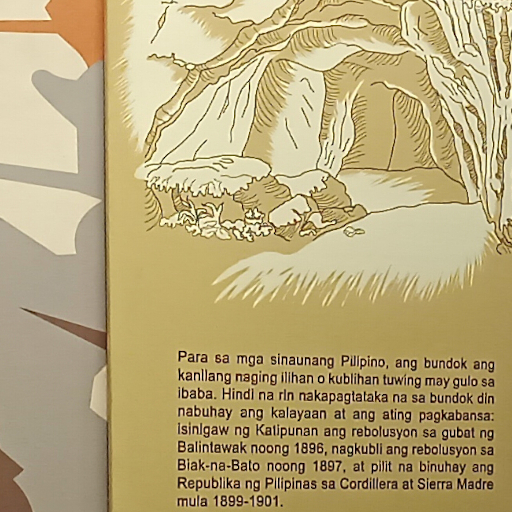 Para sa mga sinaunang Pilipino, ang bundok ang
kanilang naging ilihan o kublihan tuwing may gulo sa
ibaba. Hindi na rin nakapagtataka na sa bundok din
nabuhay ang kalayaan at ang ating pagkabansa:
isinigaw ng Katipunan ang rebolusyon sa gubat ng
Balintawak noong 1896, nagkubli ang rebolusyon sa
Biak-na-Bato noong 1897, at pilit na binuhay ang
Republika ng Pilipinas sa Cordillera at Sierra Madre
mula 1899-1901.